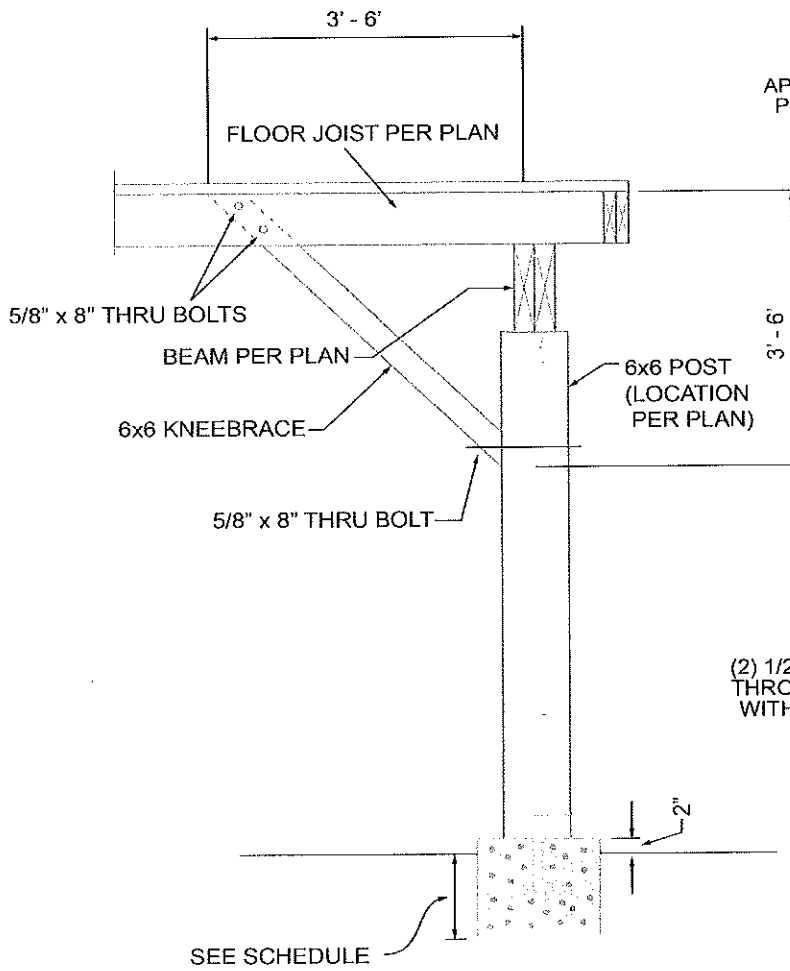 3' - 6'
AP
P
FLOOR JOIST PER PLAN
5/8" x 8" THRU BOLTS
BEAM PER PLAN
3' - 6'
6x6 POST
(LOCATION
PER PLAN)
6x6 KNEEBRACE
5/8" x 8" THRU BOLT
(2) 1/2
THRO
WITH
2"
SEE SCHEDULE